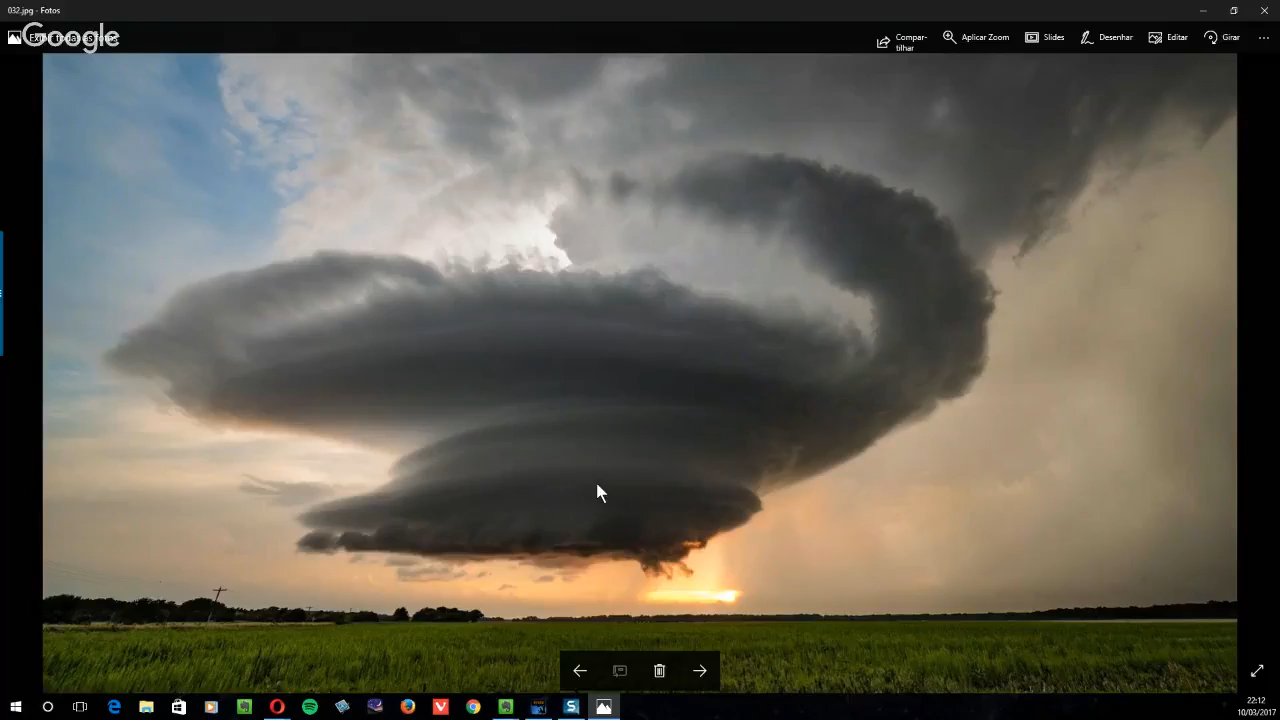 032.jpg - Fotos
Google
Compar-
tilhar
Aplicar Zoom
Slides
Desenhar
Editar
Girar
22:12
10/03/2017